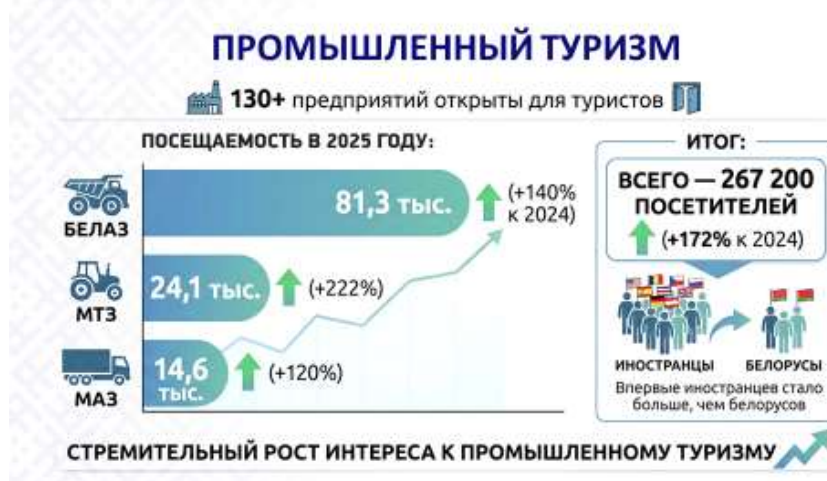 ПРОМЫШЛЕННЫЙ ТУРИЗМ
130+ предприятий открыты для туристов
ПОСЕЩАЕМОСТЬ В 2025 ГОДУ:
БЕЛАЗ
81,3 тыс.
(+140%
к 2024)
МТЗ
24,1 тыс.
(+222%)
МАЗ
14,6
тыс.
(+120%)
ИТОГ:
ВСЕГО — 267 200
ПОСЕТИТЕЛЕЙ
(+172% к 2024)
ИНОСТРАНЦЫ
БЕЛОРУСЫ
Впервые иностранцев стало
больше, чем белорусов
СТРЕМИТЕЛЬНЫЙ РОСТ ИНТЕРЕСА К ПРОМЫШЛЕННОМУ ТУРИЗМУ